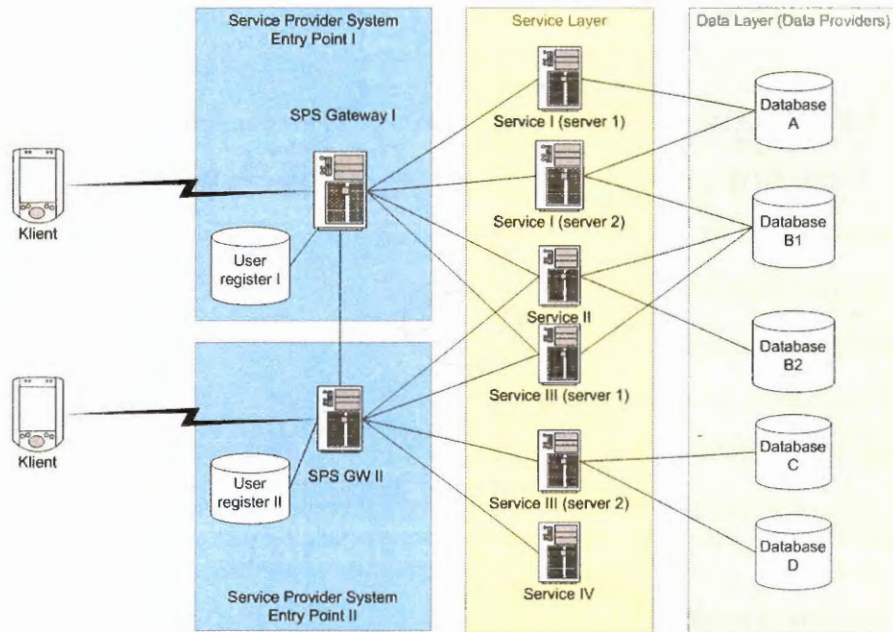 Service Provider System
Entry Point I
Service Layer
Data Layer (Data Providers)
SPS Gateway I
Service I (server 1)
Database
A
Klient
User
register I
Service I (server 2)
Database
B1
Service II
Database
B2
Service III (server 1)
Klient
SPS GW II
User
register II
Database
C
Service III (server 2)
Database
D
Service IV
Service Provider System
Entry Point II